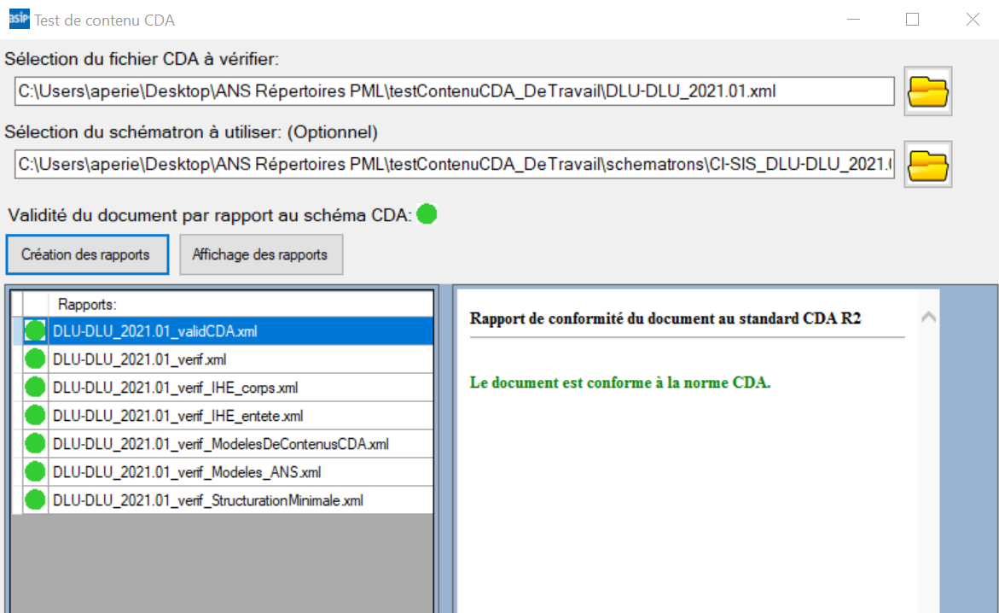 asip Test de contenu CDA
Sélection du fichier CDA à vérifier:
C:\Users\aperie\Desktop\ANS Répertoires PML\testContenuCDA_DeTravail\DLU-DLU_2021.01.xml
Sélection du schématron à utiliser: (Optionnel)
C:\Users\aperie\Desktop\ANS Répertoires PML\testContenuCDA_DeTravail\schematrons\CI-SIS_DLU-DLU_2021.
Validité du document par rapport au schéma CDA:
Création des rapports
Affichage des rapports
Rapports:
DLU-DLU_2021.01_validCDA.xml
DLU-DLU_2021.01_verif.xml
DLU-DLU_2021.01_verif_IHE_corps.xml
DLU-DLU_2021.01_verif_IHE_entete.xml
DLU-DLU_2021.01_verif_ModelesDeContenusCDA.xml
DLU-DLU_2021.01_verif_Modeles_ANS.xml
DLU-DLU_2021.01_verif_StructurationMinimale.xml
Rapport de conformité du document au standard CDA R2
Le document est conforme à la norme CDA.